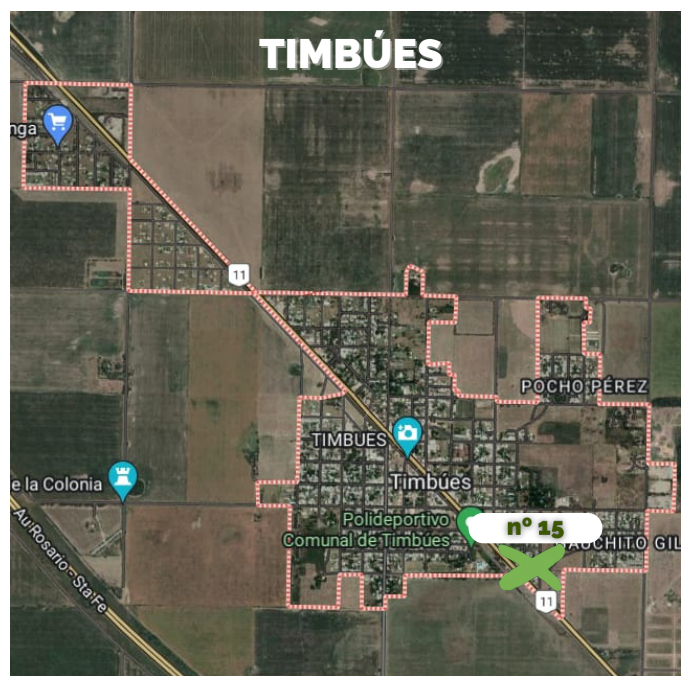 TIMBÚES
nga
11
POCHO PÉREZ
TIMBUES
Timbúes
e la Colonia
Polideportivo
Comunal de Timbúes
nº 15
AUCHITO GIL
Au. Rosario - Sta Fe
11